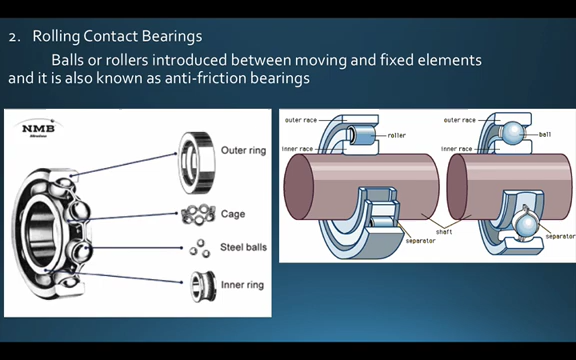 2. Rolling Contact Bearings
Balls or rollers introduced between moving and fixed elements
and it is also known as anti-friction bearings
NMB
Outer ring
Cage
Steel balls
Inner ring
outer race
roller
inner race
shaft
separator
outer race
ball
inner race
separator